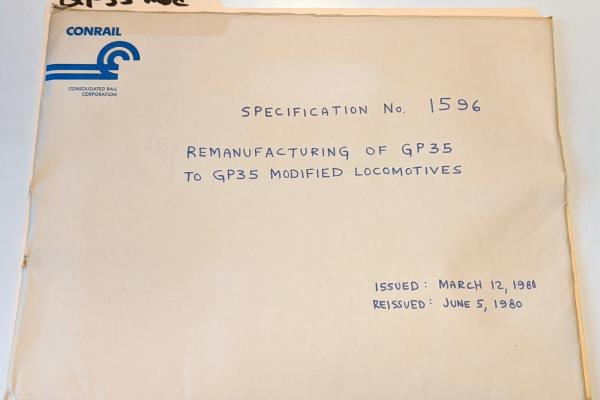 CONRAIL
CONSOLIDATED RAIL
CORPORATION
SPECIFICATION No. 1596
REMANUFACTURING OF GP35
TO GP35 MODIFIED LOCOMOTIVES
ISSUED: MARCH 12, 1980
REISSUED: JUNE 5, 1980